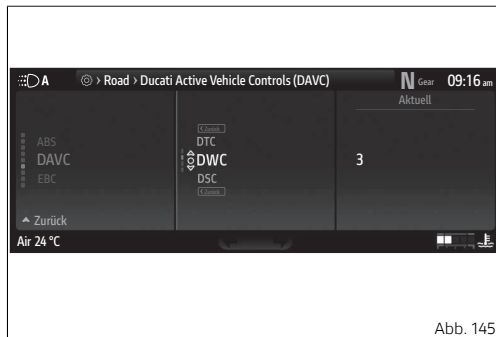 A
> Road > Ducati Active Vehicle Controls (DAVC)
N Gear
09:16 am
Aktuell
ABS
DAVC
EBC
Zurück
DTC
DWC
DSC
Zurück
3
Zurück
Air 24 °C
Abb. 145